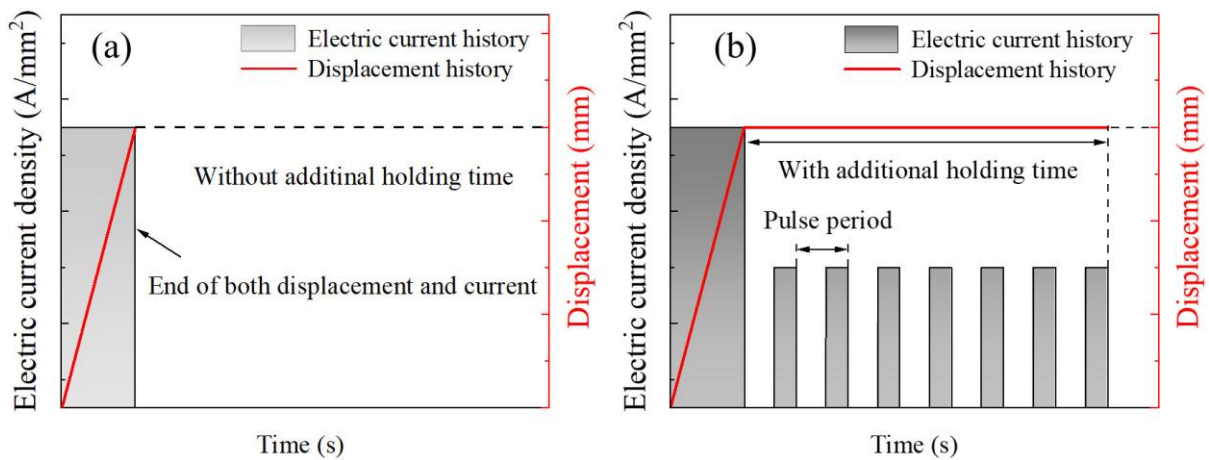 (a)
Electric current history
Displacement history
Without additinal holding time
End of both displacement and current
Electric current density (A/mm²)
Displacement (mm)
Time (s)
(b)
Electric current history
Displacement history
With additional holding time
Pulse period
Electric current density (A/mm²)
Displacement (mm)
Time (s)